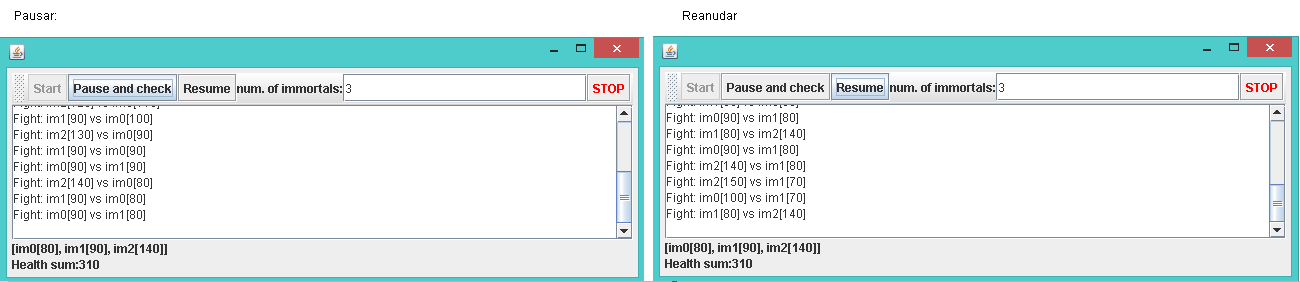 Pausar:
Start Pause and check Resume num. of immortals: 3 STOP
Fight: im1[90] vs im0[100]
Fight: im2[130] vs im0[90]
Fight: im1[90] vs im0[90]
Fight: im0[90] vs im1[90]
Fight: im2[140] vs im0[80]
Fight: im1[90] vs im0[80]
Fight: im0[90] vs im1[80]
[im0[80], im1[90], im2[140]]
Health sum:310
Reanudar
Start Pause and check Resume num. of immortals: 3 STOP
Fight: im0[90] vs im1[80]
Fight: im1[80] vs im2[140]
Fight: im0[90] vs im1[80]
Fight: im2[140] vs im1[80]
Fight: im2[150] vs im1[70]
Fight: im0[100] vs im1[70]
Fight: im1[80] vs im2[140]
[im0[80], im1[90], im2[140]]
Health sum:310